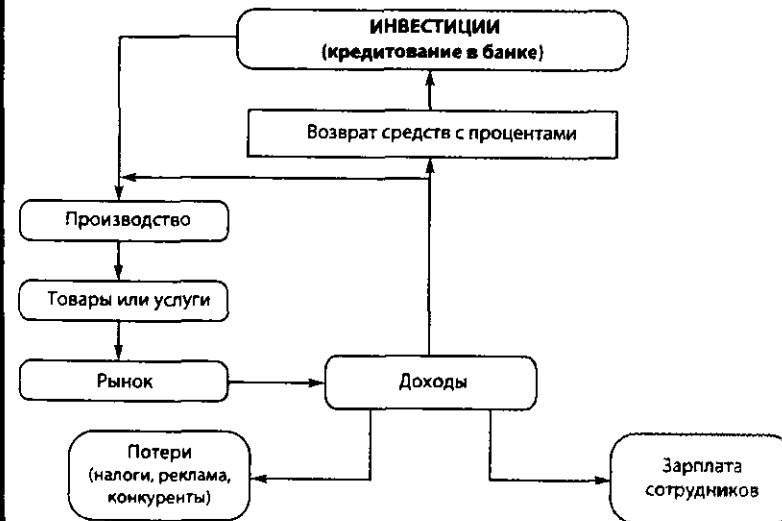 ИНВЕСТИЦИИ
(кредитование в банке)
Возврат средств с процентами
Производство
Товары или услуги
Рынок
Доходы
Потери
(налоги, реклама,
конкуренты)
Зарплата
сотрудников